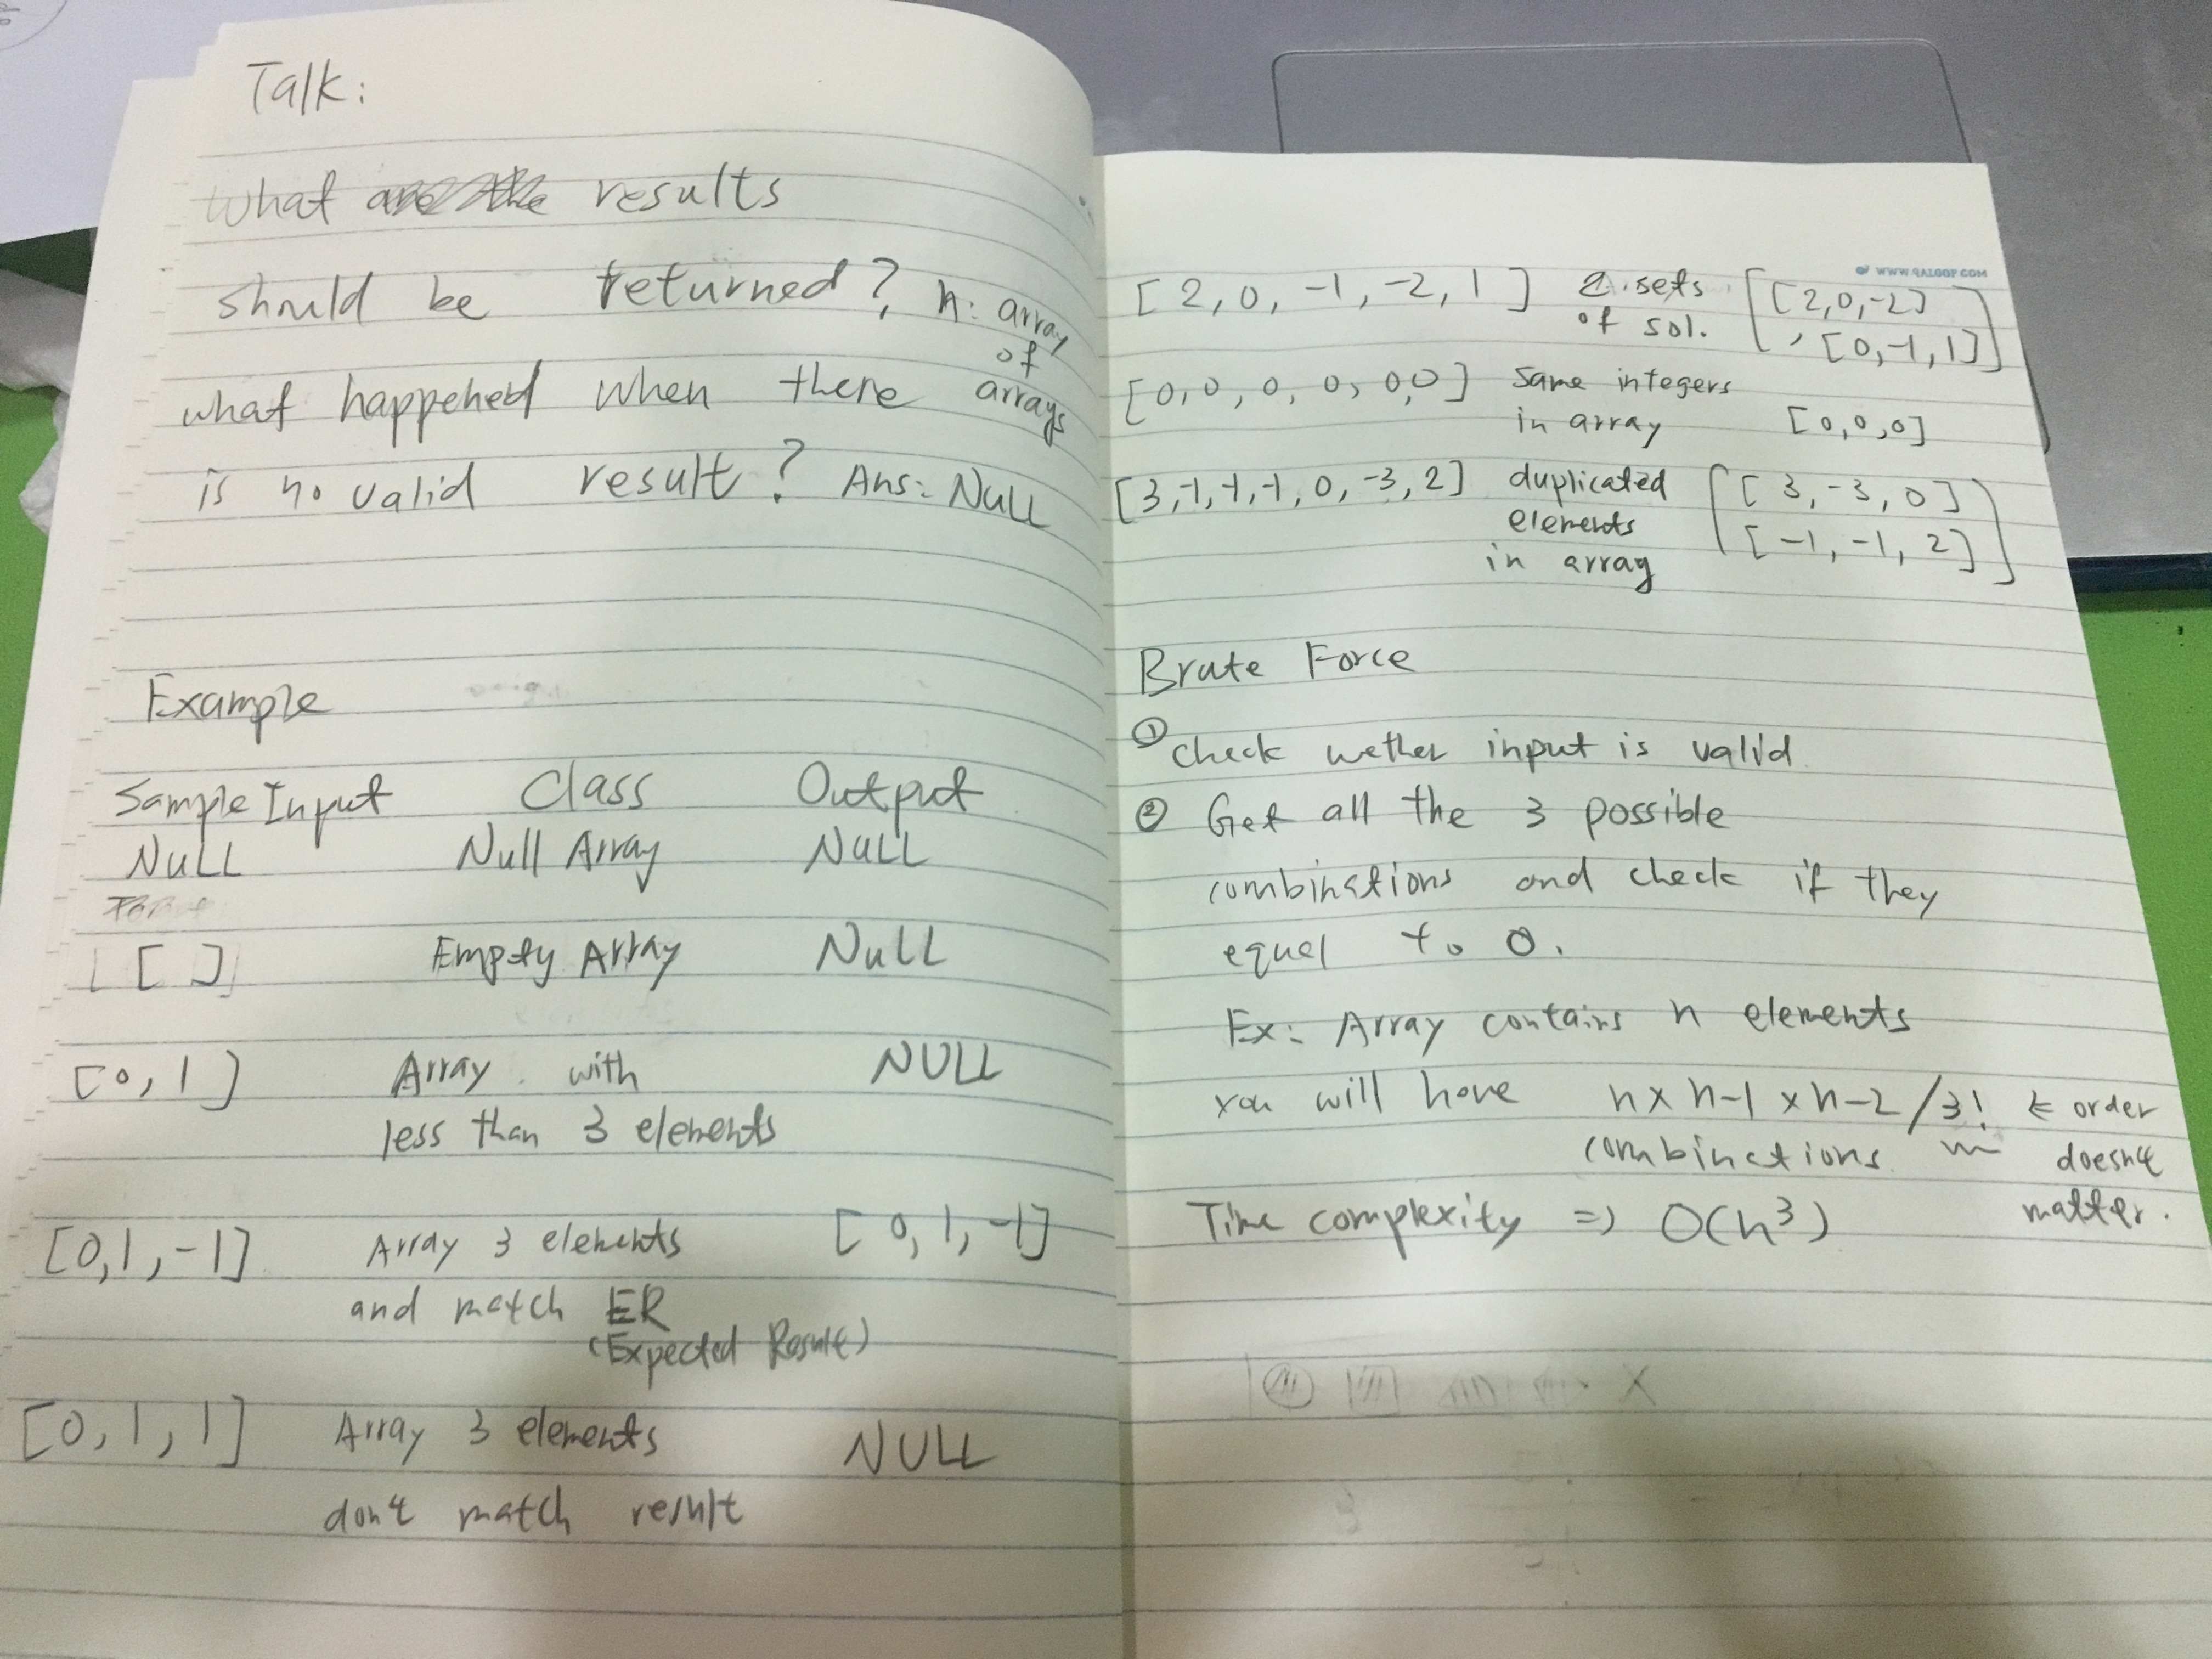 Talk:
What results
should be returned? n: array
of
what happened when there arrays
is no valid result? Ans: NULL
Example
Sample Input Class Output
NULL Null Array NULL
[ ] Empty Array NULL
[0,1] Array with NULL
less than 3 elements
[0,1,-1] Array 3 elements [0,1,-1]
and match ER
(Expected Result)
[0,1,1] Array 3 elements NULL
don't match result
WWW.9ALOOP.COM
[2,0,-1,-2,1] 2 sets [[2,0,-2]
of sol. , [0,-1,1]]
[0,0,0,0,0,0] same integers
in array [0,0,0]
[3,-1,-1,-1,0,-3,2] duplicated [[3,-3,0]
elements [-1,-1,2]]
in array
Brute Force
① check wether input is valid
② Get all the 3 possible
combinations and check if they
equal to 0.
Ex: Array contains n elements
you will have n x n-1 x n-2 / 3! ← order
combinations doesn't
matter.
Time complexity => O(n³)